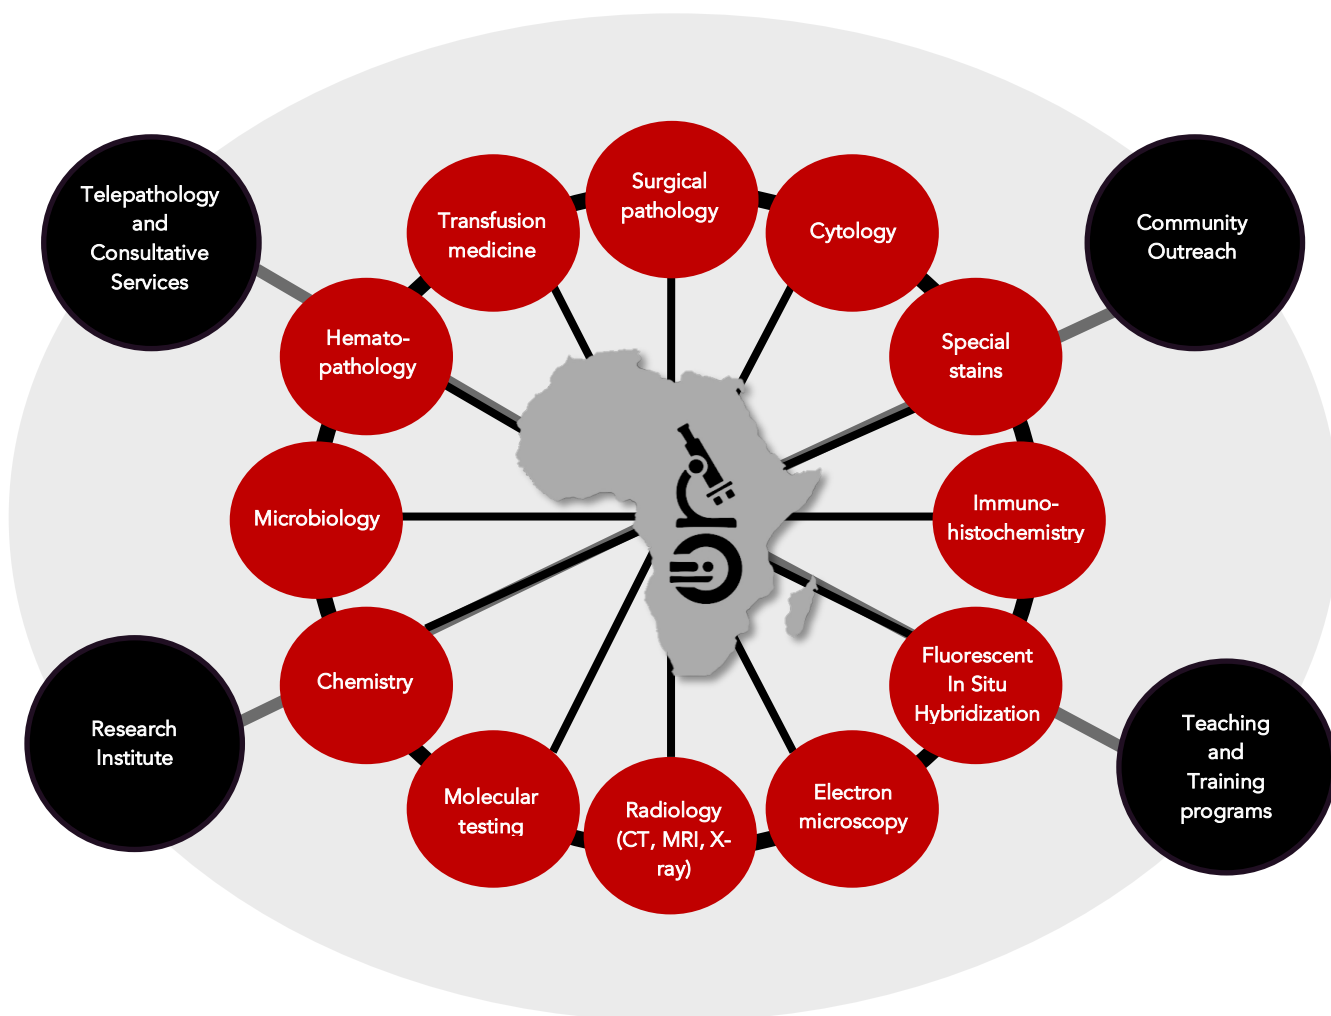 Telepathology
and
Consultative
Services
Transfusion
medicine
Surgical
pathology
Cytology
Community
Outreach
Hemato-
pathology
Special
stains
Microbiology
Immuno-
histochemistry
Chemistry
Fluorescent
In Situ
Hybridization
Research
Institute
Molecular
testing
Radiology
(CT, MRI, X-
ray)
Electron
microscopy
Teaching
and
Training
programs